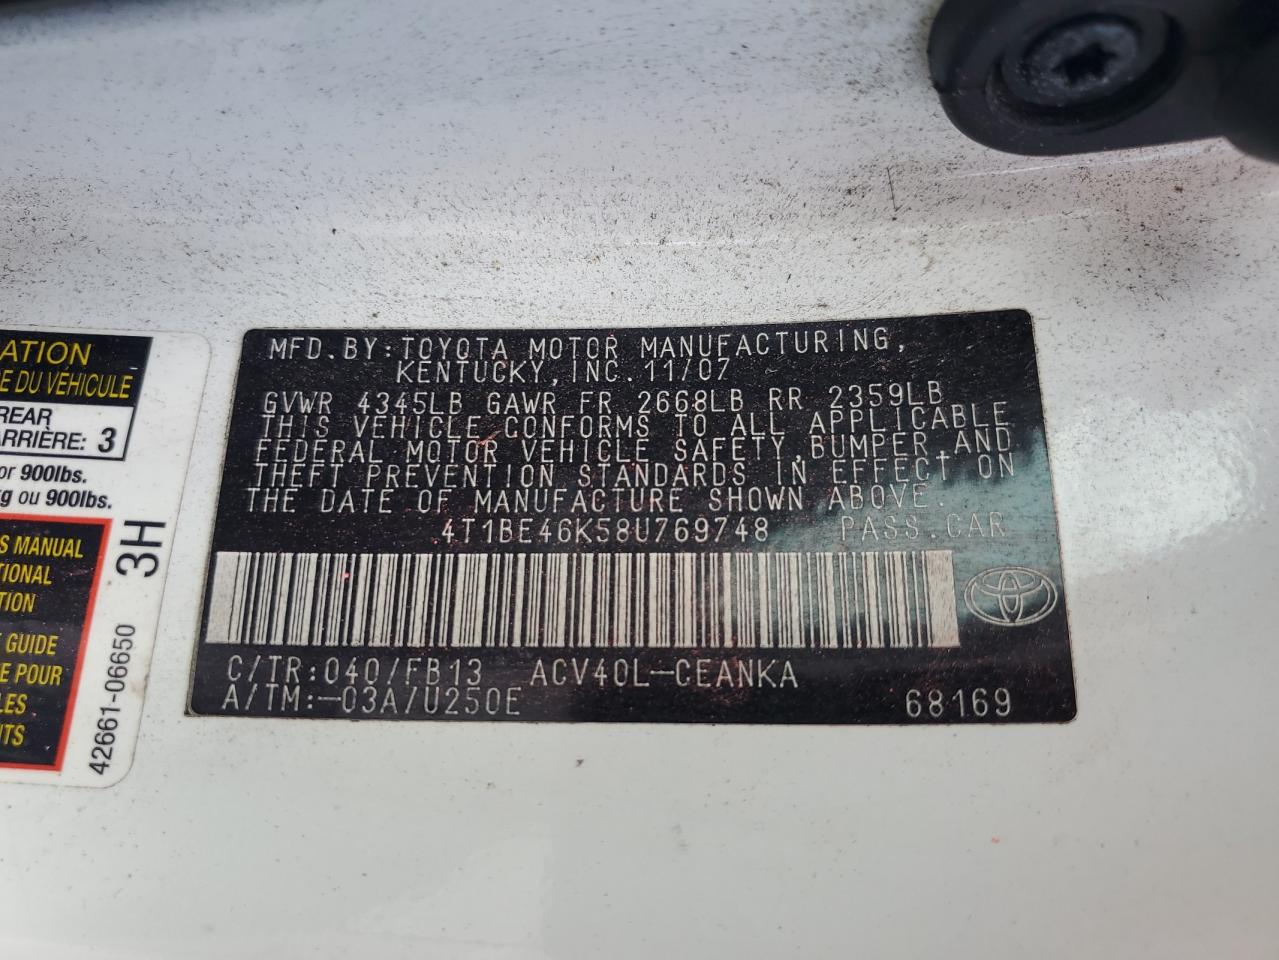 ATION
E DU VÉHICULE
REAR
ARRIÈRE: 3
or 900lbs.
kg ou 900lbs.
S MANUAL
TIONAL
TION
T GUIDE
E POUR
LES
NTS
3H
42661-06650
MFD.BY:TOYOTA MOTOR MANUFACTURING,
KENTUCKY,INC.11/07
GVWR 4345LB GAWR FR 2668LB RR 2359LB
THIS VEHICLE CONFORMS TO ALL APPLICABLE
FEDERAL MOTOR VEHICLE SAFETY,BUMPER,AND
THEFT PREVENTION STANDARDS IN EFFECT ON
THE DATE OF MANUFACTURE SHOWN ABOVE.
4T1BE46K58U769748 PASS.CAR
C/TR:040/FB13 ACV40L-CEANKA
A/TM:-03A/U250E 68169